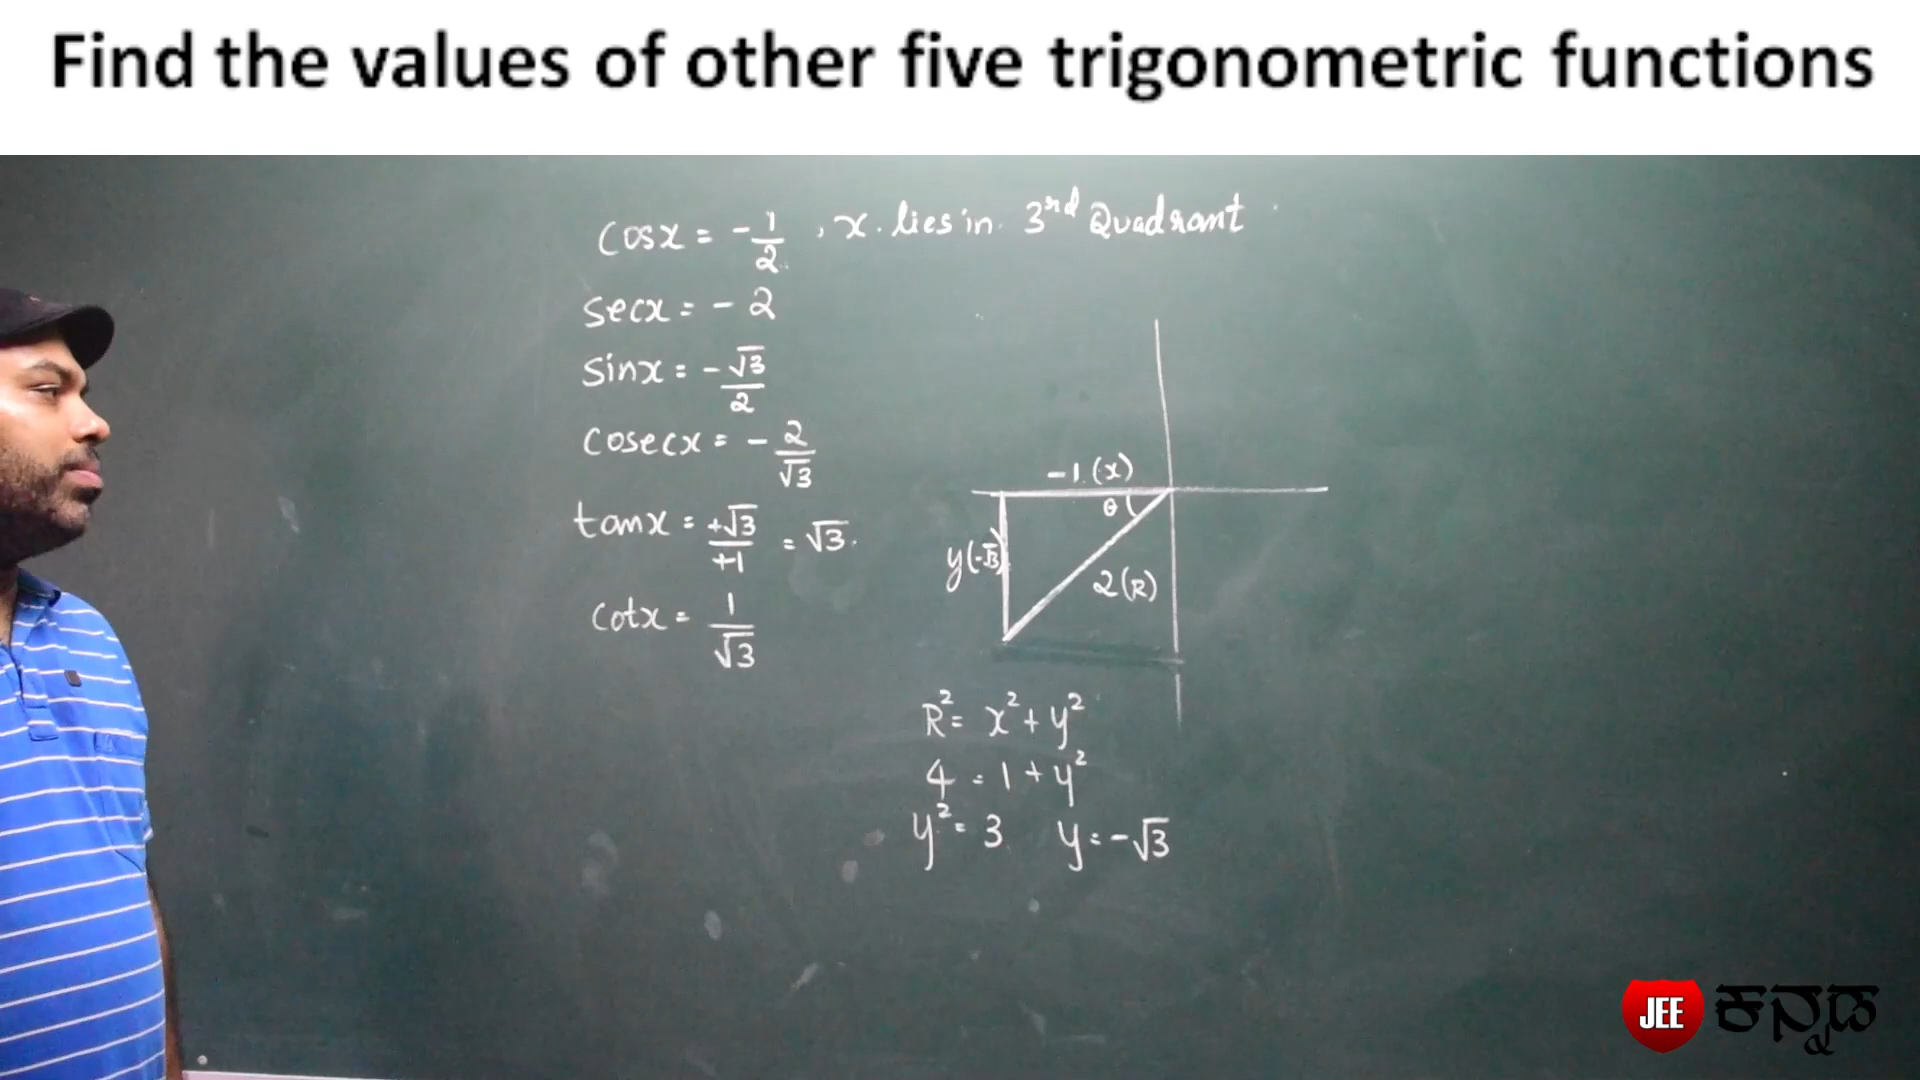 Find the values of other five trigonometric functions
cosx = -1/2 , x. lies in. 3rd Quadrant
secx = - 2
sinx = -√3/2
cosecx = - 2/√3
tanx = +√3/+1 = √3.
cotx = 1/√3
-1.(x)
θ
y(-√3)
2(R)
R² = x² + y²
4 = 1 + y²
y² = 3 y = -√3
JEE ಕನ್ನಡ